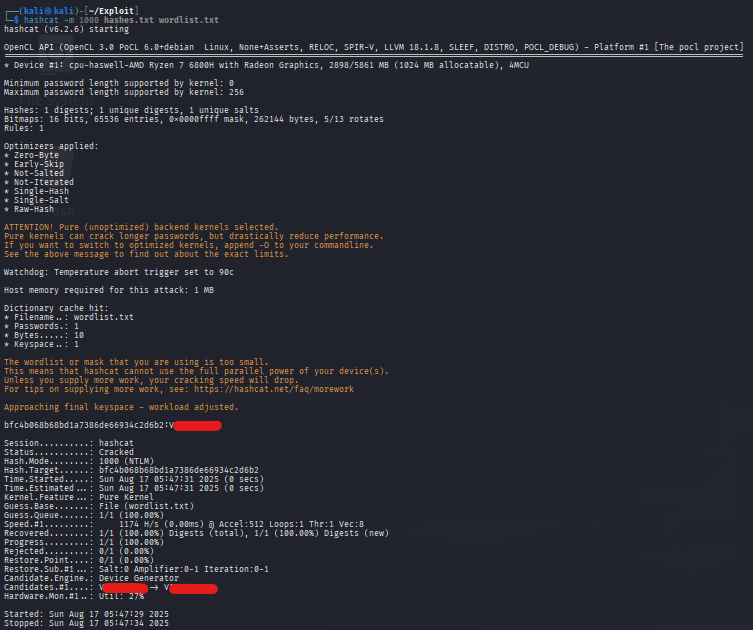 ┌──(kali㉿kali)-[~/Exploit]
└─$ hashcat -m 1000 hashes.txt wordlist.txt
hashcat (v6.2.6) starting

OpenCL API (OpenCL 3.0 PoCL 6.0+debian  Linux, None+Asserts, RELOC, SPIR-V, LLVM 18.1.8, SLEEF, DISTRO, POCL_DEBUG) - Platform #1 [The pocl project]
* Device #1: cpu-haswell-AMD Ryzen 7 6800H with Radeon Graphics, 2898/5861 MB (1024 MB allocatable), 4MCU

Minimum password length supported by kernel: 0
Maximum password length supported by kernel: 256

Hashes: 1 digests; 1 unique digests, 1 unique salts
Bitmaps: 16 bits, 65536 entries, 0x0000ffff mask, 262144 bytes, 5/13 rotates
Rules: 1

Optimizers applied:
* Zero-Byte
* Early-Skip
* Not-Salted
* Not-Iterated
* Single-Hash
* Single-Salt
* Raw-Hash

ATTENTION! Pure (unoptimized) backend kernels selected.
Pure kernels can crack longer passwords, but drastically reduce performance.
If you want to switch to optimized kernels, append -O to your commandline.
See the above message to find out about the exact limits.

Watchdog: Temperature abort trigger set to 90c

Host memory required for this attack: 1 MB

Dictionary cache hit:
* Filename..: wordlist.txt
* Passwords.: 1
* Bytes.....: 10
* Keyspace..: 1

The wordlist or mask that you are using is too small.
This means that hashcat cannot use the full parallel power of your device(s).
Unless you supply more work, your cracking speed will drop.
For tips on supplying more work, see: https://hashcat.net/faq/morework

Approaching final keyspace - workload adjusted.

bfc4b068b68bd1a7386de66934c2d6b2:V

Session..........: hashcat
Status...........: Cracked
Hash.Mode........: 1000 (NTLM)
Hash.Target......: bfc4b068b68bd1a7386de66934c2d6b2
Time.Started.....: Sun Aug 17 05:47:31 2025 (0 secs)
Time.Estimated...: Sun Aug 17 05:47:31 2025 (0 secs)
Kernel.Feature...: Pure Kernel
Guess.Base.......: File (wordlist.txt)
Guess.Queue......: 1/1 (100.00%)
Speed.#1.........:     1174 H/s (0.00ms) @ Accel:512 Loops:1 Thr:1 Vec:8
Recovered........: 1/1 (100.00%) Digests (total), 1/1 (100.00%) Digests (new)
Progress.........: 1/1 (100.00%)
Rejected.........: 0/1 (0.00%)
Restore.Point....: 0/1 (0.00%)
Restore.Sub.#1...: Salt:0 Amplifier:0-1 Iteration:0-1
Candidate.Engine.: Device Generator
Candidates.#1....: V -> V
Hardware.Mon.#1..: Util: 27%

Started: Sun Aug 17 05:47:29 2025
Stopped: Sun Aug 17 05:47:34 2025